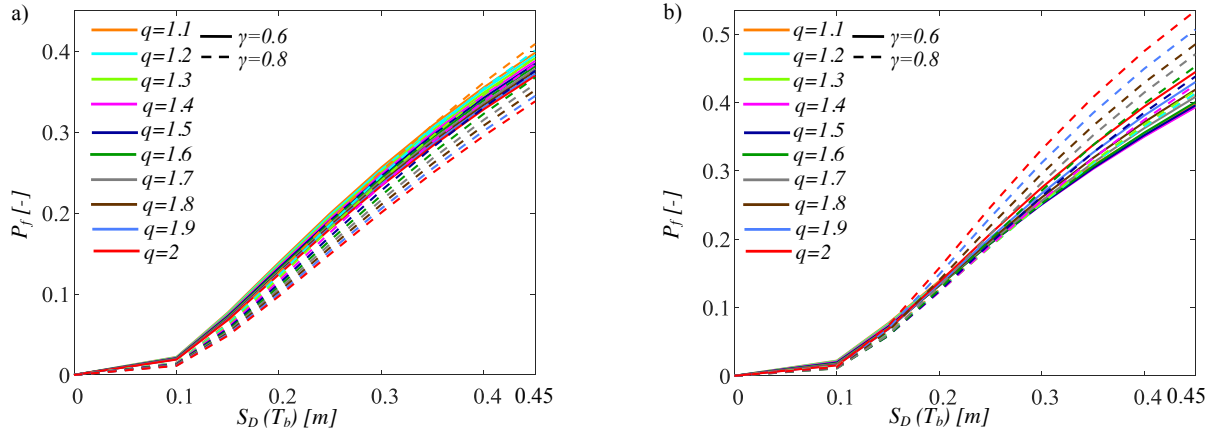 a)
0.4
0.3
0.2
0.1
0
P_f [-]
q=1.1
q=1.2
q=1.3
q=1.4
q=1.5
q=1.6
q=1.7
q=1.8
q=1.9
q=2
γ=0.6
γ=0.8
0 0.1 0.2 0.3 0.4 0.45
S_D (T_b) [m]
b)
0.5
0.4
0.3
0.2
0.1
0
P_f [-]
q=1.1
q=1.2
q=1.3
q=1.4
q=1.5
q=1.6
q=1.7
q=1.8
q=1.9
q=2
γ=0.6
γ=0.8
0 0.1 0.2 0.3 0.4 0.45
S_D (T_b) [m]